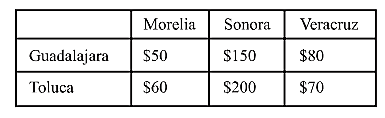 Morelia Sonora Veracruz
Guadalajara $50 $150 $80
Toluca $60 $200 $70